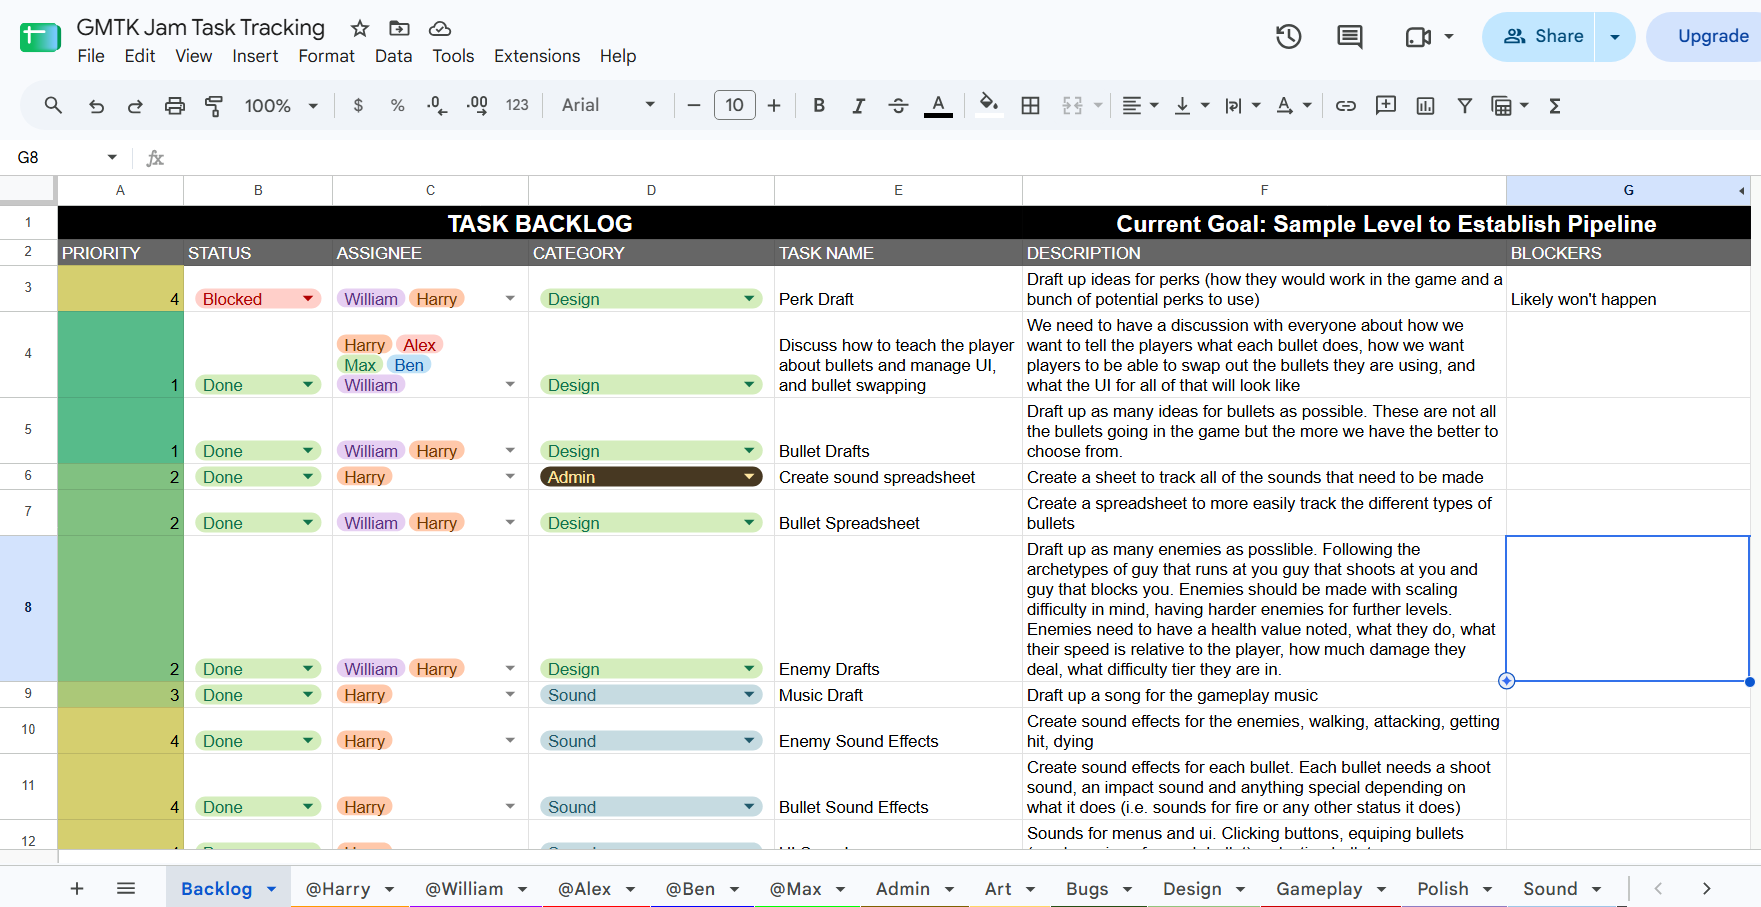 GMTK Jam Task Tracking
File Edit View Insert Format Data Tools Extensions Help
Share
Upgrade
100% $ % .0 .00 123 Arial 10 B I S A Σ
G8 fx
A B C D E F G
1 TASK BACKLOG Current Goal: Sample Level to Establish Pipeline
2 PRIORITY STATUS ASSIGNEE CATEGORY TASK NAME DESCRIPTION BLOCKERS
3 4 Blocked William Harry Design Perk Draft
Draft up ideas for perks (how they would work in the game and a
bunch of potential perks to use)
Likely won't happen
4 1 Done
Harry Alex
Max Ben
William
Design
Discuss how to teach the player
about bullets and manage UI,
and bullet swapping
We need to have a discussion with everyone about how we
want to tell the players what each bullet does, how we want
players to be able to swap out the bullets they are using, and
what the UI for all of that will look like
5 1 Done William Harry Design Bullet Drafts
Draft up as many ideas for bullets as possible. These are not all
the bullets going in the game but the more we have the better to
choose from.
6 2 Done Harry Admin Create sound spreadsheet Create a sheet to track all of the sounds that need to be made
7 2 Done William Harry Design Bullet Spreadsheet
Create a spreadsheet to more easily track the different types of
bullets
8 2 Done William Harry Design Enemy Drafts
Draft up as many enemies as posslible. Following the
archetypes of guy that runs at you guy that shoots at you and
guy that blocks you. Enemies should be made with scaling
difficulty in mind, having harder enemies for further levels.
Enemies need to have a health value noted, what they do, what
their speed is relative to the player, how much damage they
deal, what difficulty tier they are in.
9 3 Done Harry Sound Music Draft Draft up a song for the gameplay music
10 4 Done Harry Sound Enemy Sound Effects
Create sound effects for the enemies, walking, attacking, getting
hit, dying
11 4 Done Harry Sound Bullet Sound Effects
Create sound effects for each bullet. Each bullet needs a shoot
sound, an impact sound and anything special depending on
what it does (i.e. sounds for fire or any other status it does)
12
Sounds for menus and ui. Clicking buttons, equiping bullets
Backlog @Harry @William @Alex @Ben @Max Admin Art Bugs Design Gameplay Polish Sound